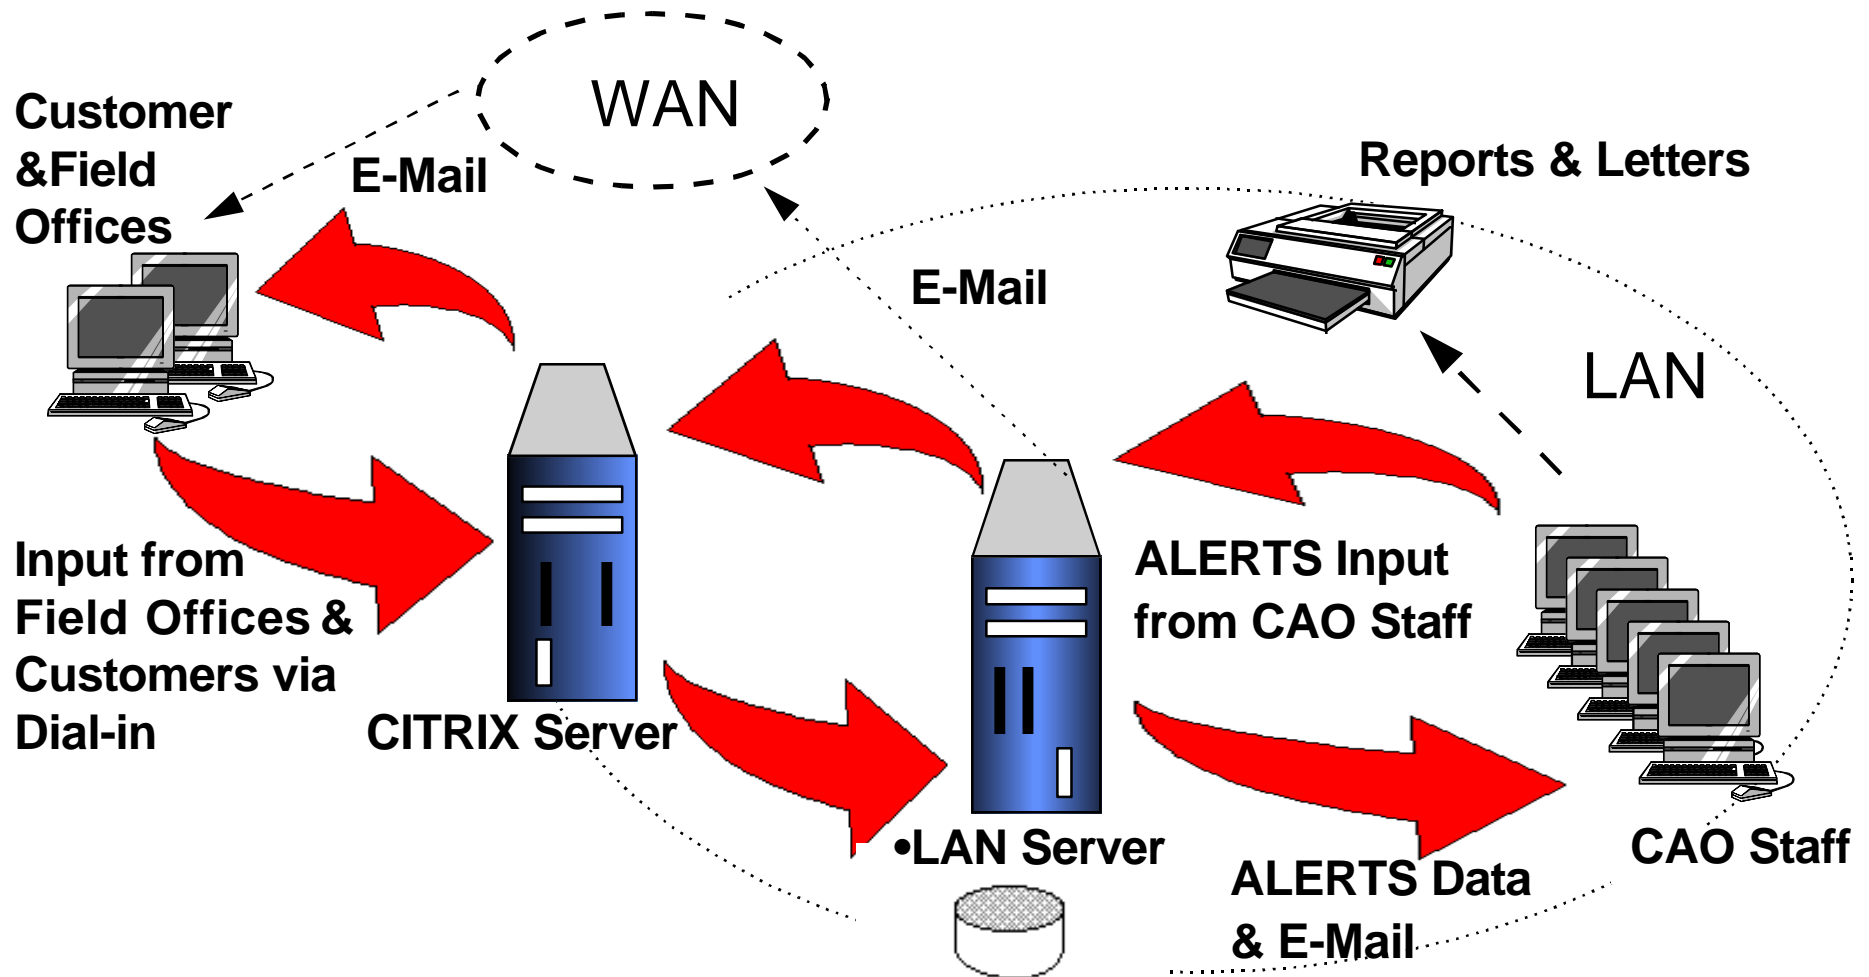 WAN
Customer
&Field
Offices
E-Mail
Reports & Letters
E-Mail
LAN
Input from
Field Offices &
Customers via
Dial-in
ALERTS Input
from CAO Staff
CITRIX Server
•LAN Server
CAO Staff
ALERTS Data
& E-Mail